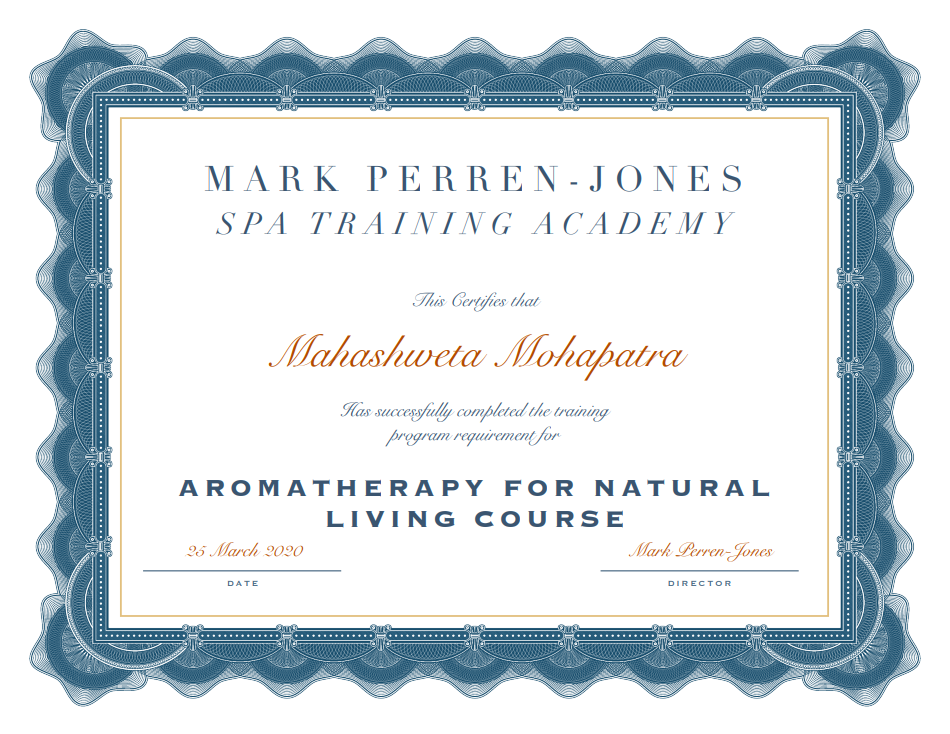 MARK PERREN-JONES
SPA TRAINING ACADEMY
This Certifies that
Mahashweta Mohapatra
Has successfully completed the training
program requirement for
AROMATHERAPY FOR NATURAL
LIVING COURSE
25 March 2020
Mark Perren-Jones
DATE
DIRECTOR